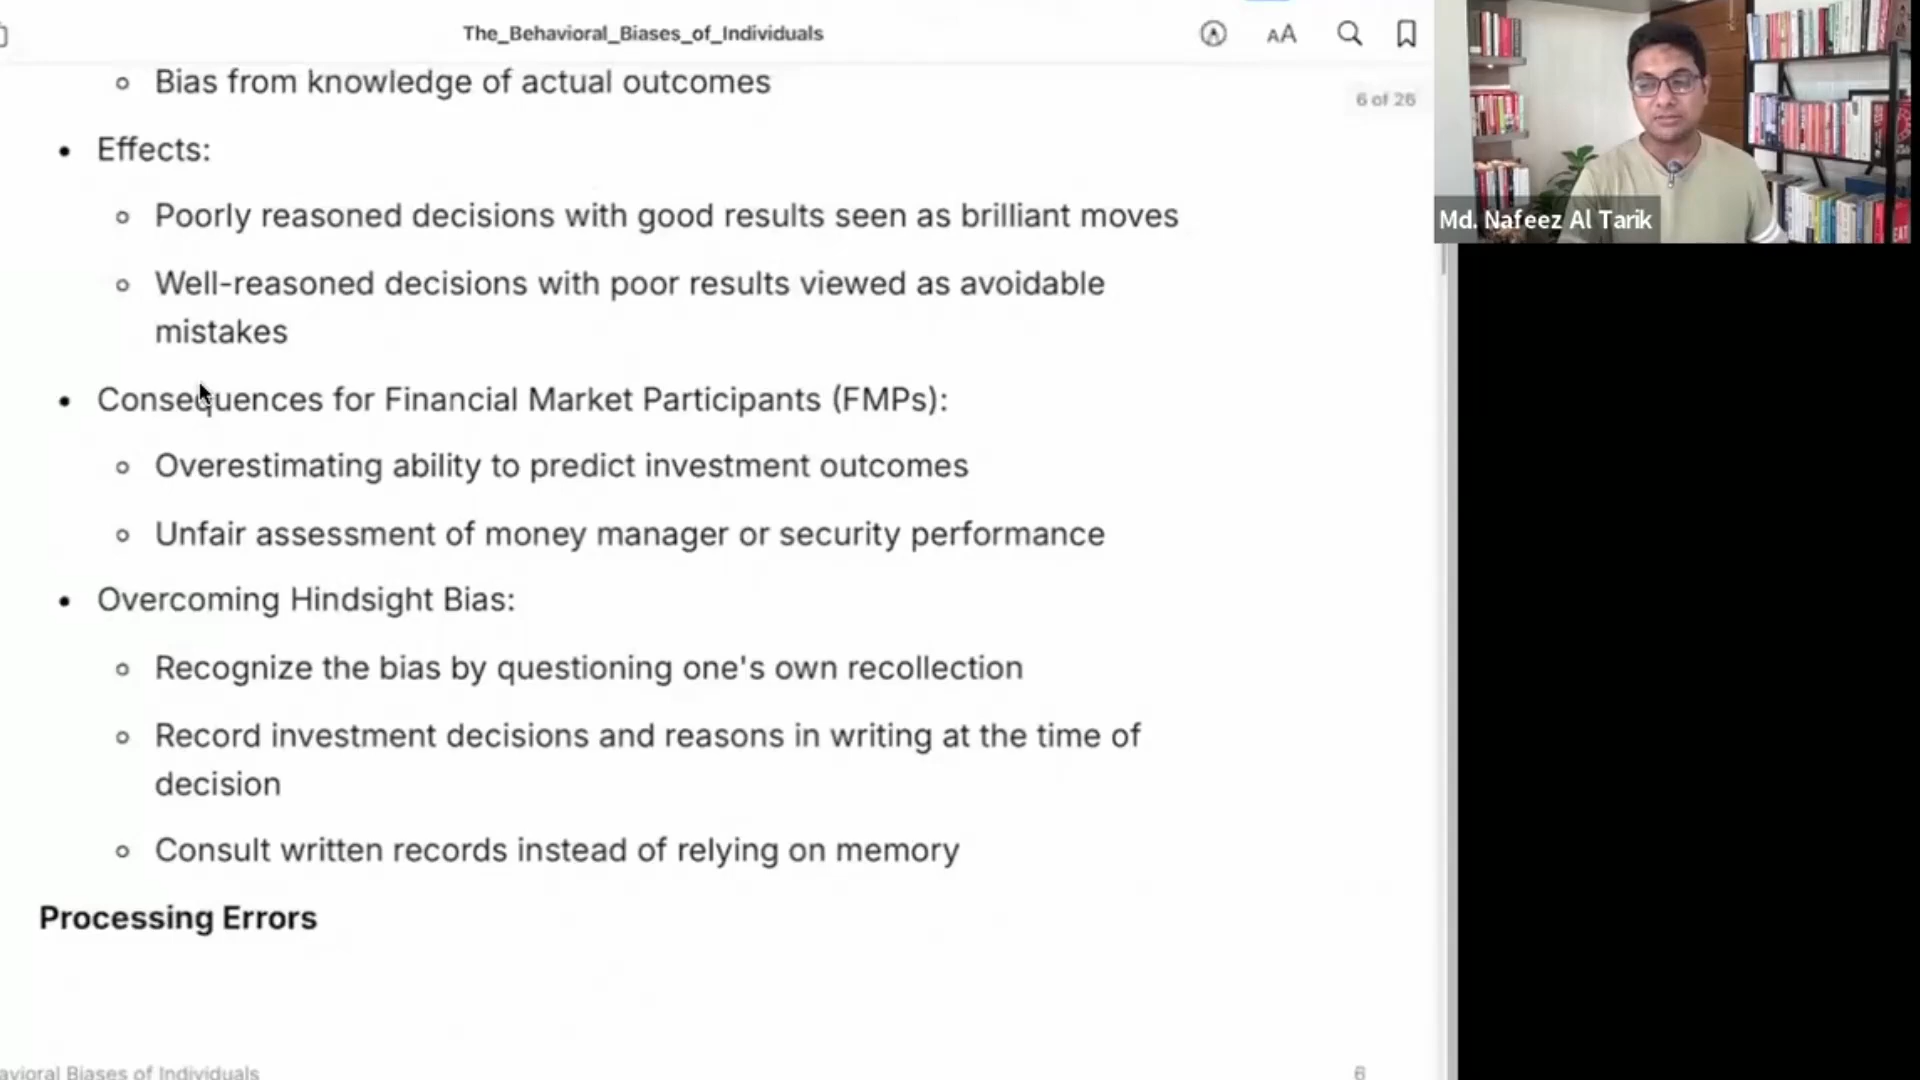 The_Behavioral_Biases_of_Individuals
AA
Bias from knowledge of actual outcomes
6 of 26
Effects:
Poorly reasoned decisions with good results seen as brilliant moves
Well-reasoned decisions with poor results viewed as avoidable
mistakes
Md. Nafeez Al Tarik
Consequences for Financial Market Participants (FMPs):
Overestimating ability to predict investment outcomes
Unfair assessment of money manager or security performance
Overcoming Hindsight Bias:
Recognize the bias by questioning one's own recollection
Record investment decisions and reasons in writing at the time of
decision
Consult written records instead of relying on memory
Processing Errors
avioral Biases of Individuals
6